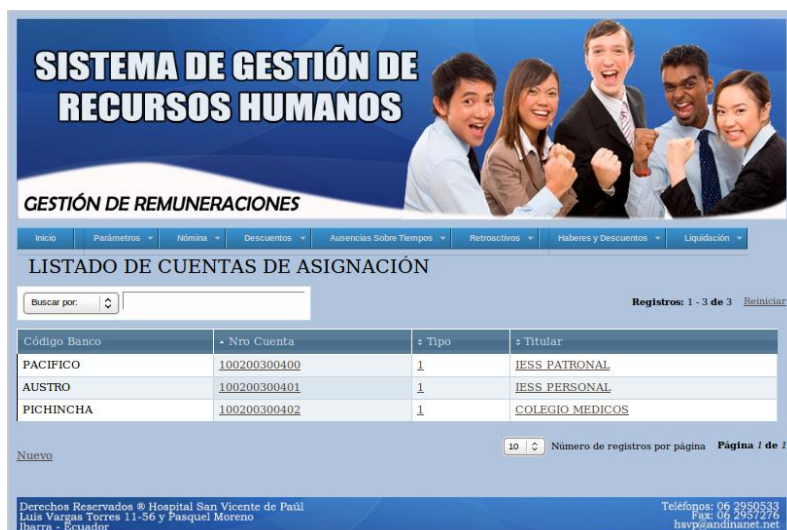 SISTEMA DE GESTIÓN DE
RECURSOS HUMANOS
GESTIÓN DE REMUNERACIONES
Inicio Parámetros Nómina Descuentos Ausencias Sobre Tiempos Retroactivos Haberes y Descuentos Liquidación
LISTADO DE CUENTAS DE ASIGNACIÓN
Buscar por: Registros: 1 - 3 de 3 Reiniciar
Código Banco Nro Cuenta Tipo Titular
PACIFICO 100200300400 1 IESS PATRONAL
AUSTRO 100200300401 1 IESS PERSONAL
PICHINCHA 100200300402 1 COLEGIO MEDICOS
10 Número de registros por página Página 1 de 1
Nuevo
Derechos Reservados ® Hospital San Vicente de Paúl Teléfonos: 06 2950533
Luis Vargas Torres 11-56 y Pasquel Moreno Fax: 06 2957276
Ibarra - Ecuador hsvp@andinanet.net